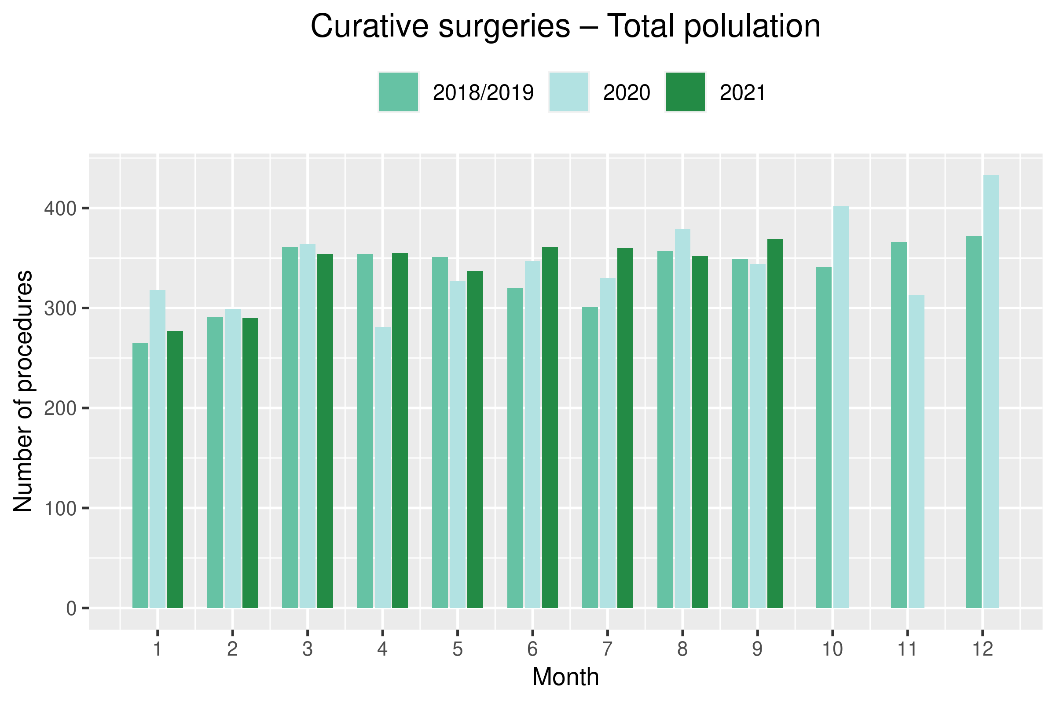 Curative surgeries – Total polulation
2018/2019 2020 2021
Number of procedures
400
300
200
100
0
1 2 3 4 5 6 7 8 9 10 11 12
Month